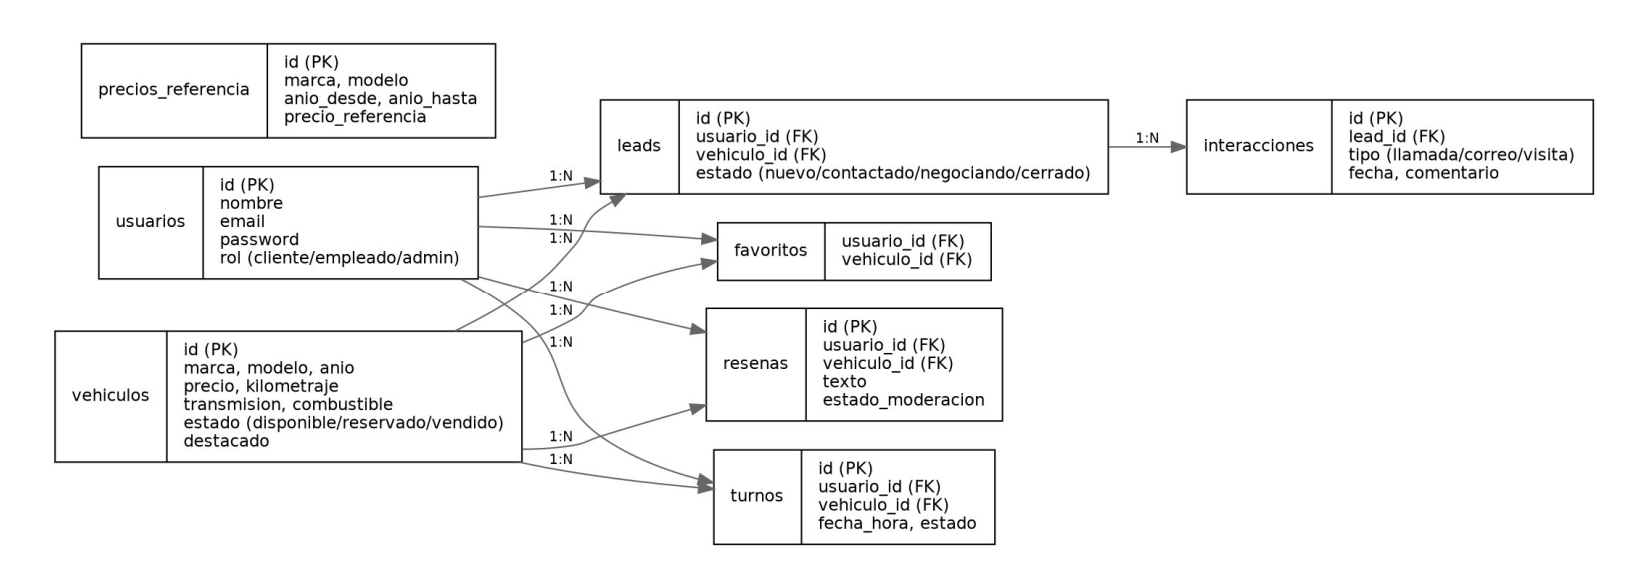 precios_referencia
id (PK)
marca, modelo
anio_desde, anio_hasta
precio_referencia
usuarios
id (PK)
nombre
email
password
rol (cliente/empleado/admin)
vehiculos
id (PK)
marca, modelo, anio
precio, kilometraje
transmision, combustible
estado (disponible/reservado/vendido)
destacado
1:N
1:N
1:N
1:N
1:N
1:N
1:N
1:N
leads
id (PK)
usuario_id (FK)
vehiculo_id (FK)
estado (nuevo/contactado/negociando/cerrado)
favoritos
usuario_id (FK)
vehiculo_id (FK)
resenas
id (PK)
usuario_id (FK)
vehiculo_id (FK)
texto
estado_moderacion
turnos
id (PK)
usuario_id (FK)
vehiculo_id (FK)
fecha_hora, estado
1:N
interacciones
id (PK)
lead_id (FK)
tipo (llamada/correo/visita)
fecha, comentario